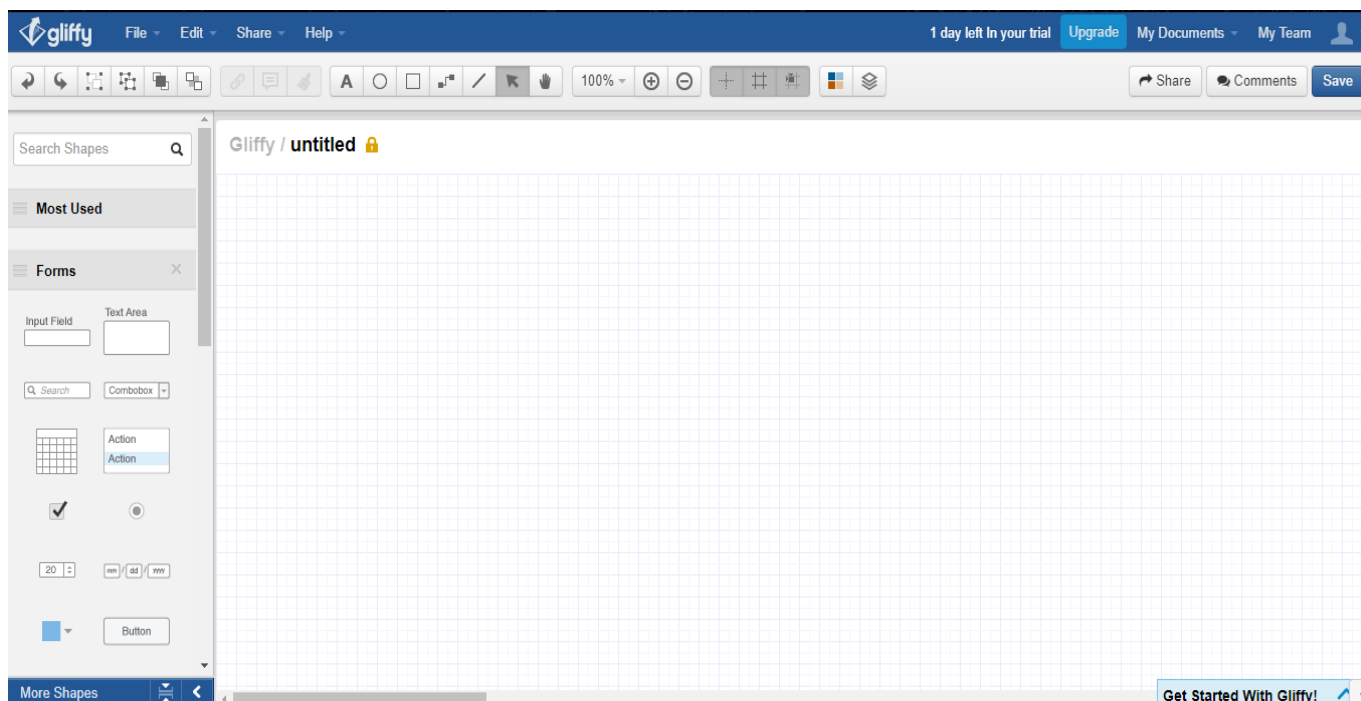 gliffy File Edit Share Help 1 day left In your trial Upgrade My Documents My Team
A 100% Share Comments Save
Search Shapes
Gliffy / untitled
Most Used
Forms
Input Field Text Area
Search Combobox
Action
Action
20 mm / dd / yyyy
Button
More Shapes
Get Started With Gliffy!